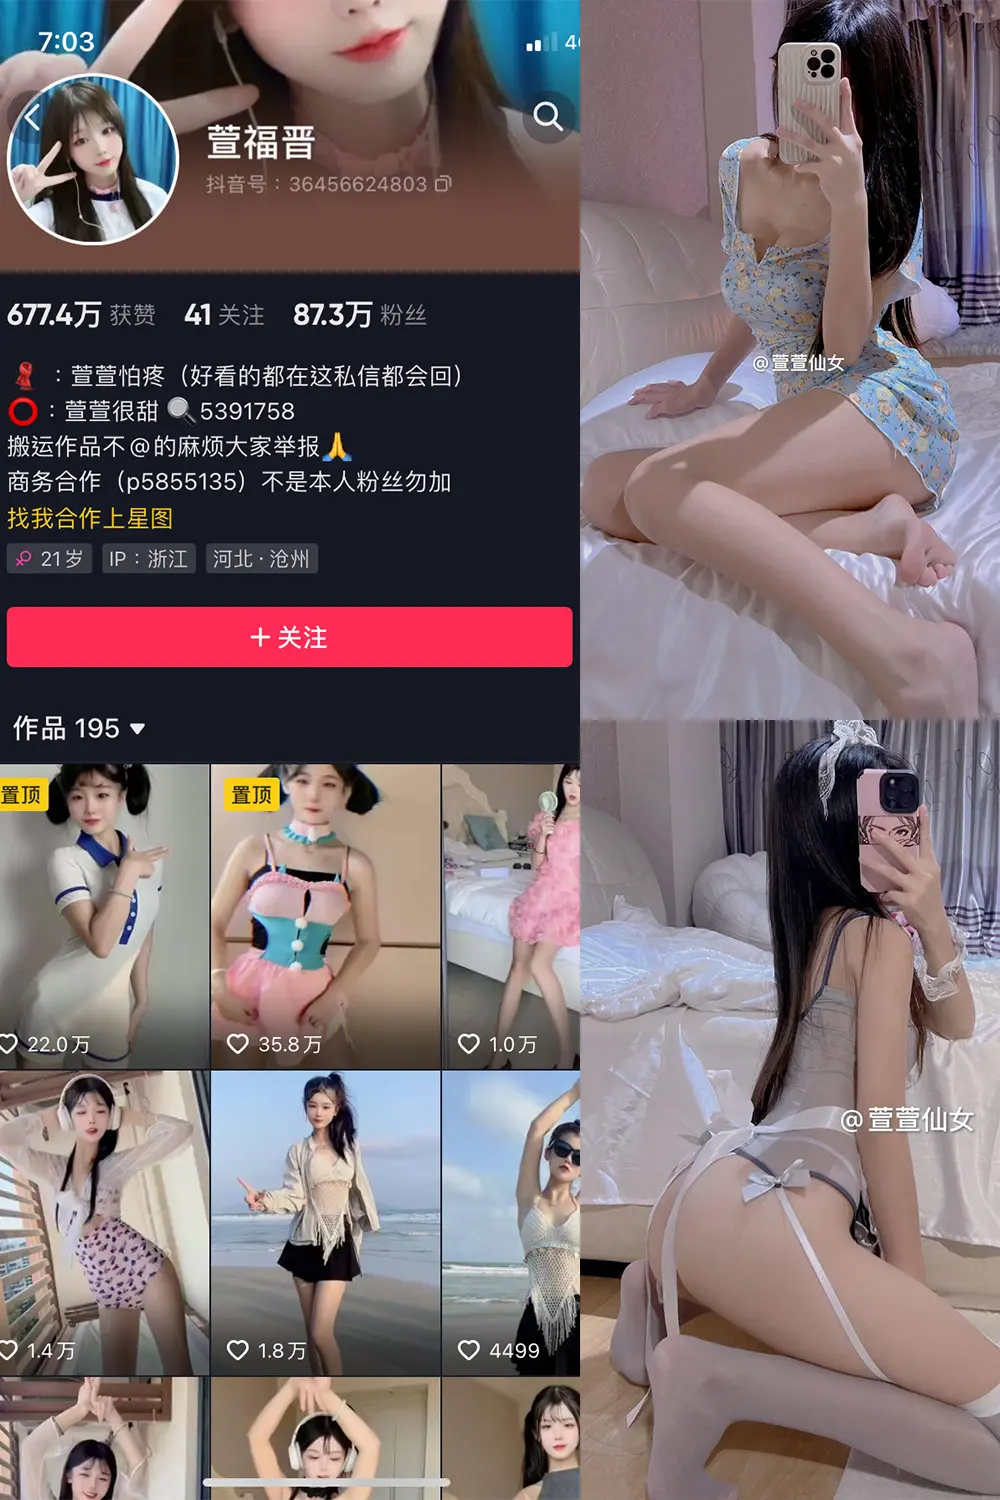 7:03
4G
萱福晋
抖音号：36456624803
677.4万 获赞 41 关注 87.3万 粉丝
：萱萱怕疼（好看的都在这私信都会回）
：萱萱很甜 🔍5391758
搬运作品不@的麻烦大家举报🙏
商务合作（p5855135）不是本人粉丝勿加
找我合作上星图
♀ 21岁 IP：浙江 河北·沧州
+ 关注
作品 195
置顶
置顶
22.0万
35.8万
1.0万
1.4万
1.8万
4499
@萱萱仙女
@萱萱仙女